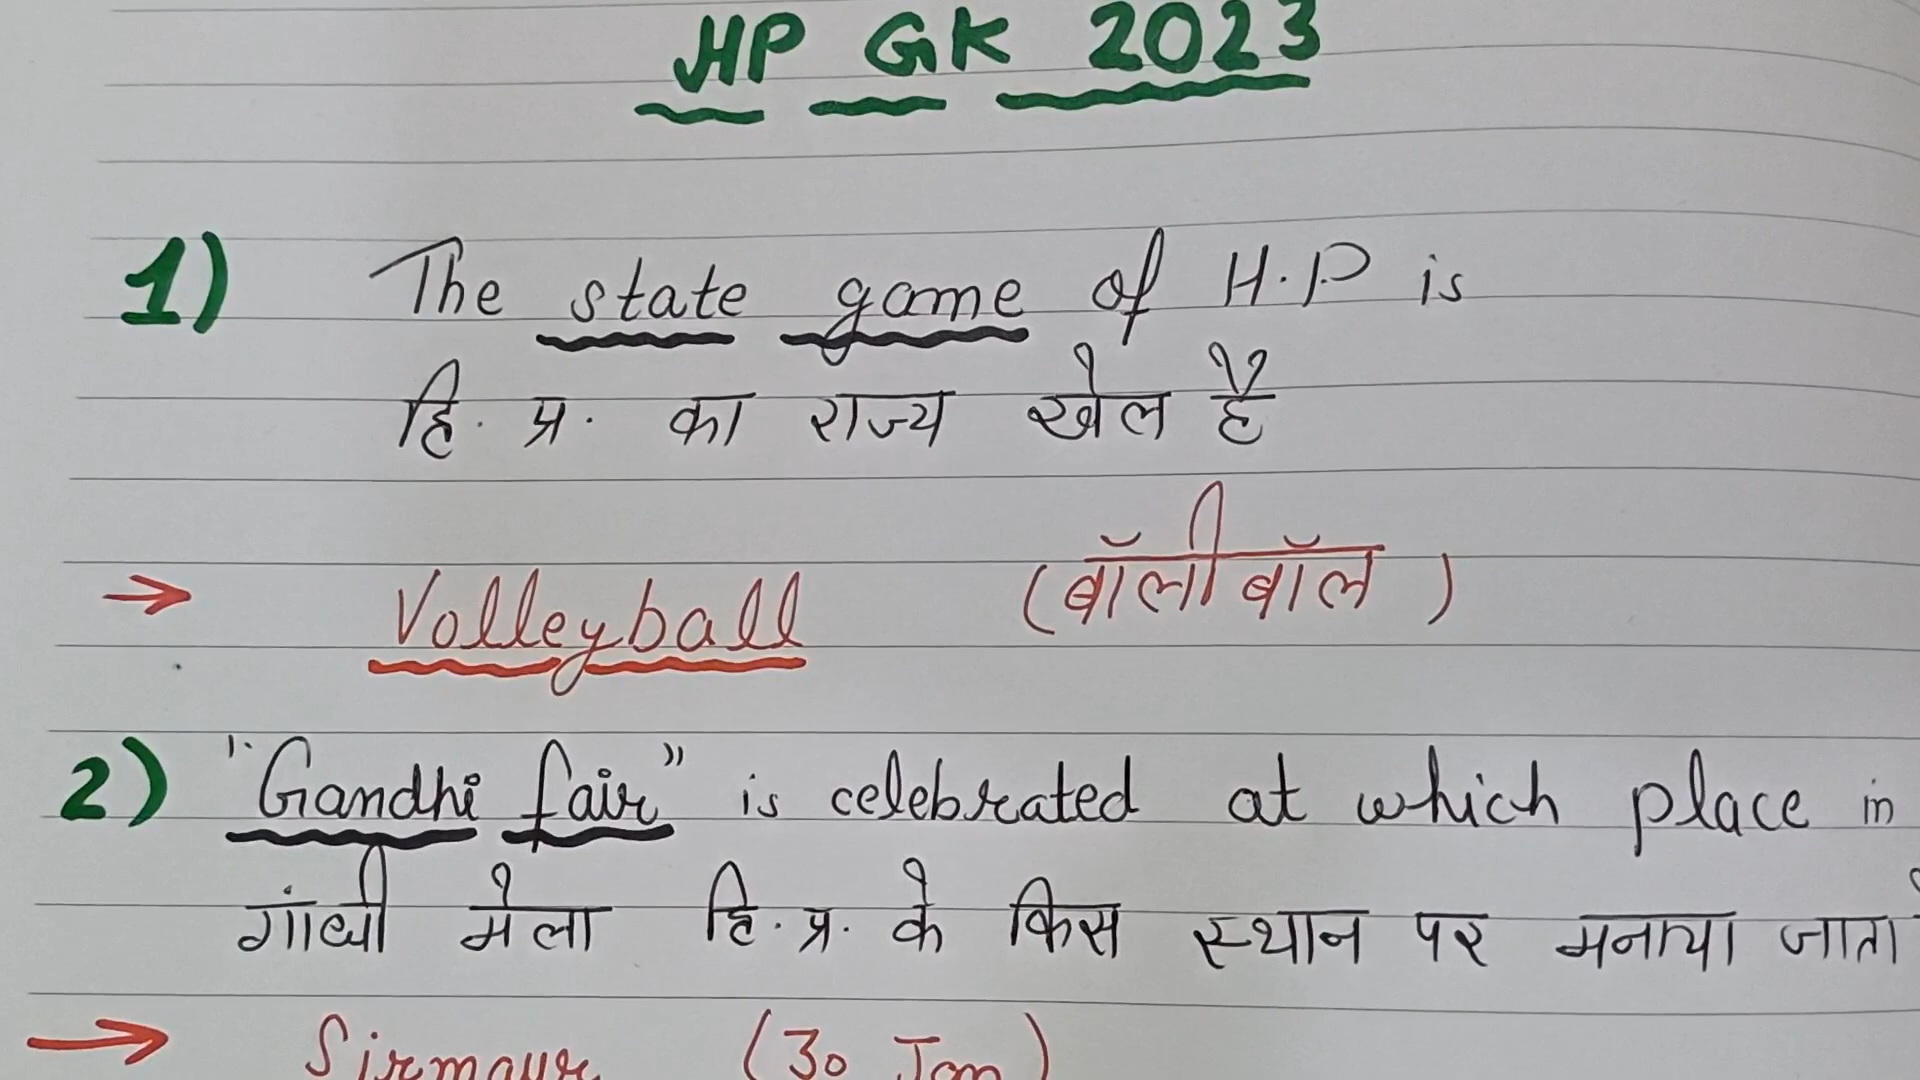 HP GK 2023
1) The state game of H.P is
हि. प्र. का राज्य खेल है
→ Volleyball (बॉलीबॉल)
2) "Gandhi fair" is celebrated at which place in
गांधी मेला हि. प्र. के किस स्थान पर मनाया जाता
→ Sirmaur (30 Jan)